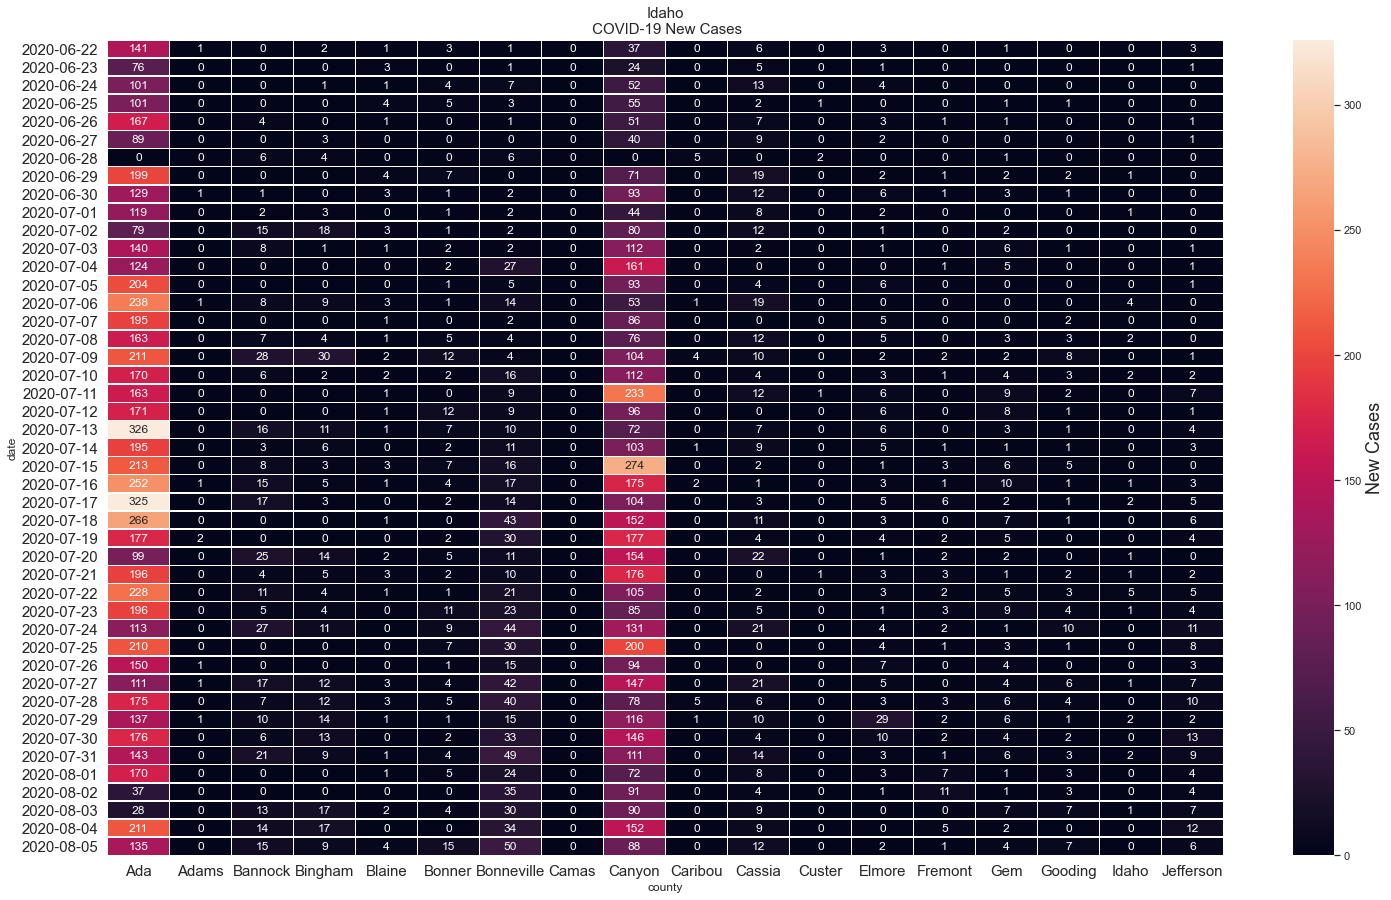 Idaho
COVID-19 New Cases
2020-06-22 141 1 0 2 1 3 1 0 37 0 6 0 3 0 1 0 0 3
2020-06-23 76 0 0 0 3 0 1 0 24 0 5 0 1 0 0 0 0 1
2020-06-24 101 0 0 1 1 4 7 0 52 0 13 0 4 0 0 0 0 0
2020-06-25 101 0 0 0 4 5 3 0 55 0 2 1 0 0 1 1 0 0
2020-06-26 167 0 4 0 1 0 1 0 51 0 7 0 3 1 1 0 0 1
2020-06-27 89 0 0 3 0 0 0 0 40 0 9 0 2 0 0 0 0 1
2020-06-28 0 0 6 4 0 0 6 0 0 5 0 2 0 0 1 0 0 0
2020-06-29 199 0 0 0 4 7 0 0 71 0 19 0 2 1 2 2 1 0
2020-06-30 129 1 1 0 3 1 2 0 93 0 12 0 6 1 3 1 0 0
2020-07-01 119 0 2 3 0 1 2 0 44 0 8 0 2 0 0 0 1 0
2020-07-02 79 0 15 18 3 1 2 0 80 0 12 0 1 0 2 0 0 0
2020-07-03 140 0 8 1 1 2 2 0 112 0 2 0 1 0 6 1 0 1
2020-07-04 124 0 0 0 0 2 27 0 161 0 0 0 0 1 5 0 0 1
2020-07-05 204 0 0 0 0 1 5 0 93 0 4 0 6 0 0 0 0 1
2020-07-06 238 1 8 9 3 1 14 0 53 1 19 0 0 0 0 0 4 0
2020-07-07 195 0 0 0 1 0 2 0 86 0 0 0 5 0 0 2 0 0
2020-07-08 163 0 7 4 1 5 4 0 76 0 12 0 5 0 3 3 2 0
2020-07-09 211 0 28 30 2 12 4 0 104 4 10 0 2 2 2 8 0 1
2020-07-10 170 0 6 2 2 2 16 0 112 0 4 0 3 1 4 3 2 2
2020-07-11 163 0 0 0 1 0 9 0 233 0 12 1 6 0 9 2 0 7
2020-07-12 171 0 0 0 1 12 9 0 96 0 0 0 6 0 8 1 0 1
2020-07-13 326 0 16 11 1 7 10 0 72 0 7 0 6 0 3 1 0 4
2020-07-14 195 0 3 6 0 2 11 0 103 1 9 0 5 1 1 1 0 3
2020-07-15 213 0 8 3 3 7 16 0 274 0 2 0 1 3 6 5 0 0
2020-07-16 252 1 15 5 1 4 17 0 175 2 1 0 3 1 10 1 1 3
2020-07-17 325 0 17 3 0 2 14 0 104 0 3 0 5 6 2 1 2 5
2020-07-18 266 0 0 0 1 0 43 0 152 0 11 0 3 0 7 1 0 6
2020-07-19 177 2 0 0 0 2 30 0 177 0 4 0 4 2 5 0 0 4
2020-07-20 99 0 25 14 2 5 11 0 154 0 22 0 1 2 2 0 1 0
2020-07-21 196 0 4 5 3 2 10 0 176 0 0 1 3 3 1 2 1 2
2020-07-22 228 0 11 4 1 1 21 0 105 0 2 0 3 2 5 3 5 5
2020-07-23 196 0 5 4 0 11 23 0 85 0 5 0 1 3 9 4 1 4
2020-07-24 113 0 27 11 0 9 44 0 131 0 21 0 4 2 1 10 0 11
2020-07-25 210 0 0 0 0 7 30 0 200 0 0 0 4 1 3 1 0 8
2020-07-26 150 1 0 0 0 1 15 0 94 0 0 0 7 0 4 0 0 3
2020-07-27 111 1 17 12 3 4 42 0 147 0 21 0 5 0 4 6 1 7
2020-07-28 175 0 7 12 3 5 40 0 78 5 6 0 3 3 6 4 0 10
2020-07-29 137 1 10 14 1 1 15 0 116 1 10 0 29 2 6 1 2 2
2020-07-30 176 0 6 13 0 2 33 0 146 0 4 0 10 2 4 2 0 13
2020-07-31 143 0 21 9 1 4 49 0 111 0 14 0 3 1 6 3 2 9
2020-08-01 170 0 0 0 1 5 24 0 72 0 8 0 3 7 1 3 0 4
2020-08-02 37 0 0 0 0 0 35 0 91 0 4 0 1 11 1 3 0 4
2020-08-03 28 0 13 17 2 4 30 0 90 0 9 0 0 0 7 7 1 7
2020-08-04 211 0 14 17 0 0 34 0 152 0 9 0 0 5 2 0 0 12
2020-08-05 135 0 15 9 4 15 50 0 88 0 12 0 2 1 4 7 0 6
Ada Adams Bannock Bingham Blaine Bonner Bonneville Camas Canyon Caribou Cassia Custer Elmore Fremont Gem Gooding Idaho Jefferson
county
date
300
250
200
150
100
50
0
New Cases